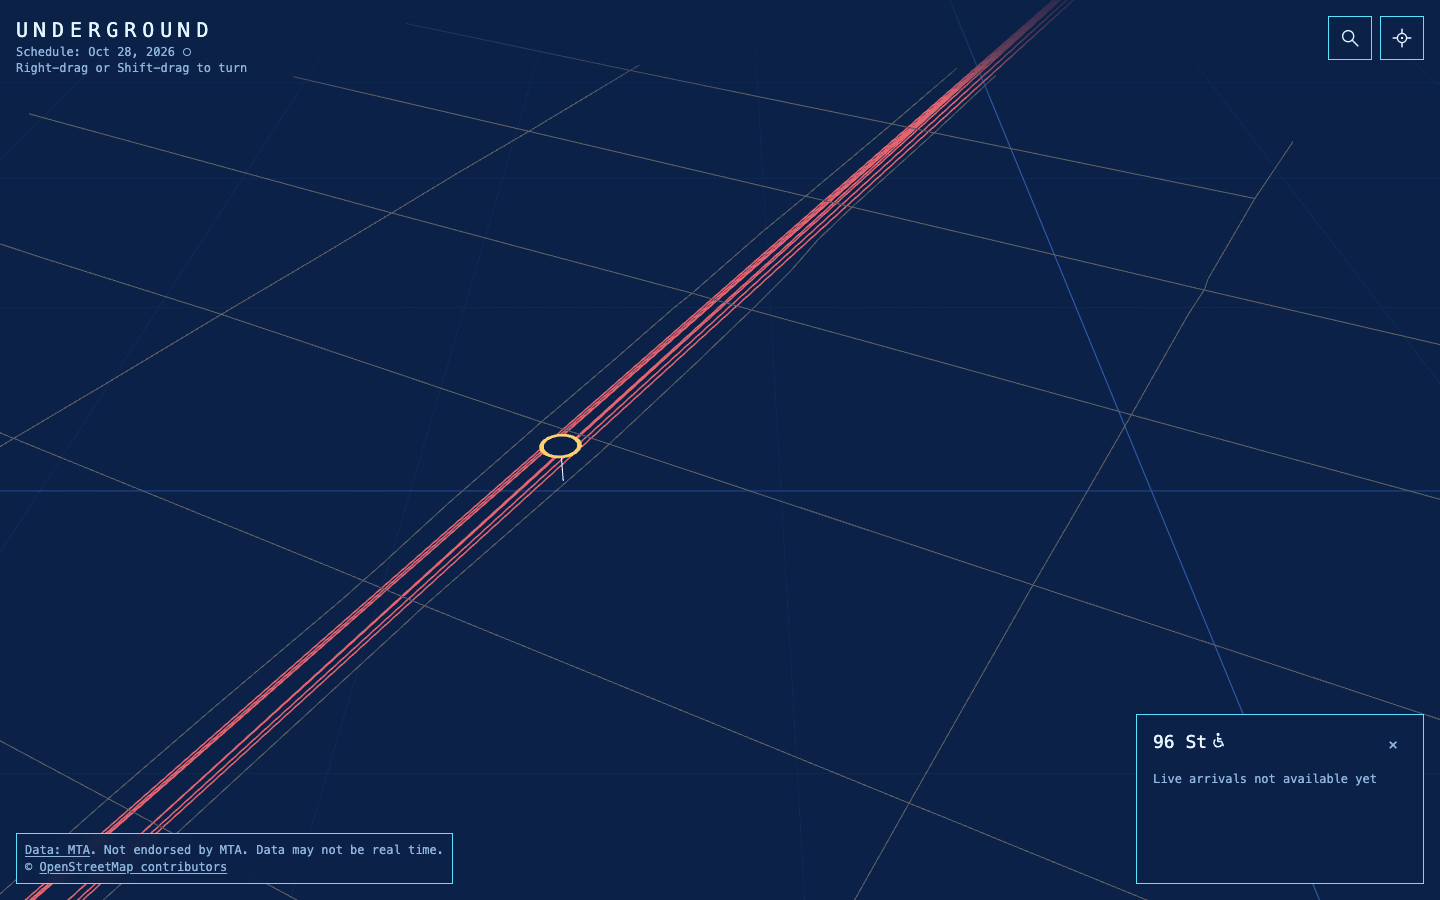 UNDERGROUND
Schedule: Oct 28, 2026
Right-drag or Shift-drag to turn
96 St
×
Live arrivals not available yet
Data: MTA. Not endorsed by MTA. Data may not be real time.
© OpenStreetMap contributors